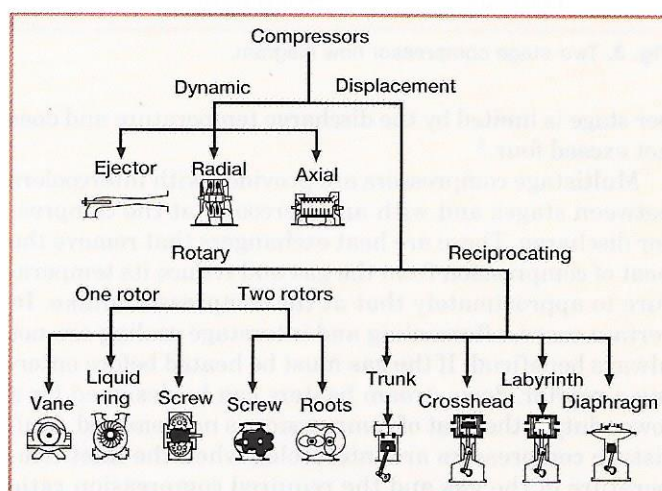 Compressors
Dynamic
Displacement
Ejector
Radial
Axial
Rotary
Reciprocating
One rotor
Two rotors
Vane
Liquid
ring
Screw
Screw
Roots
Trunk
Crosshead
Labyrinth
Diaphragm